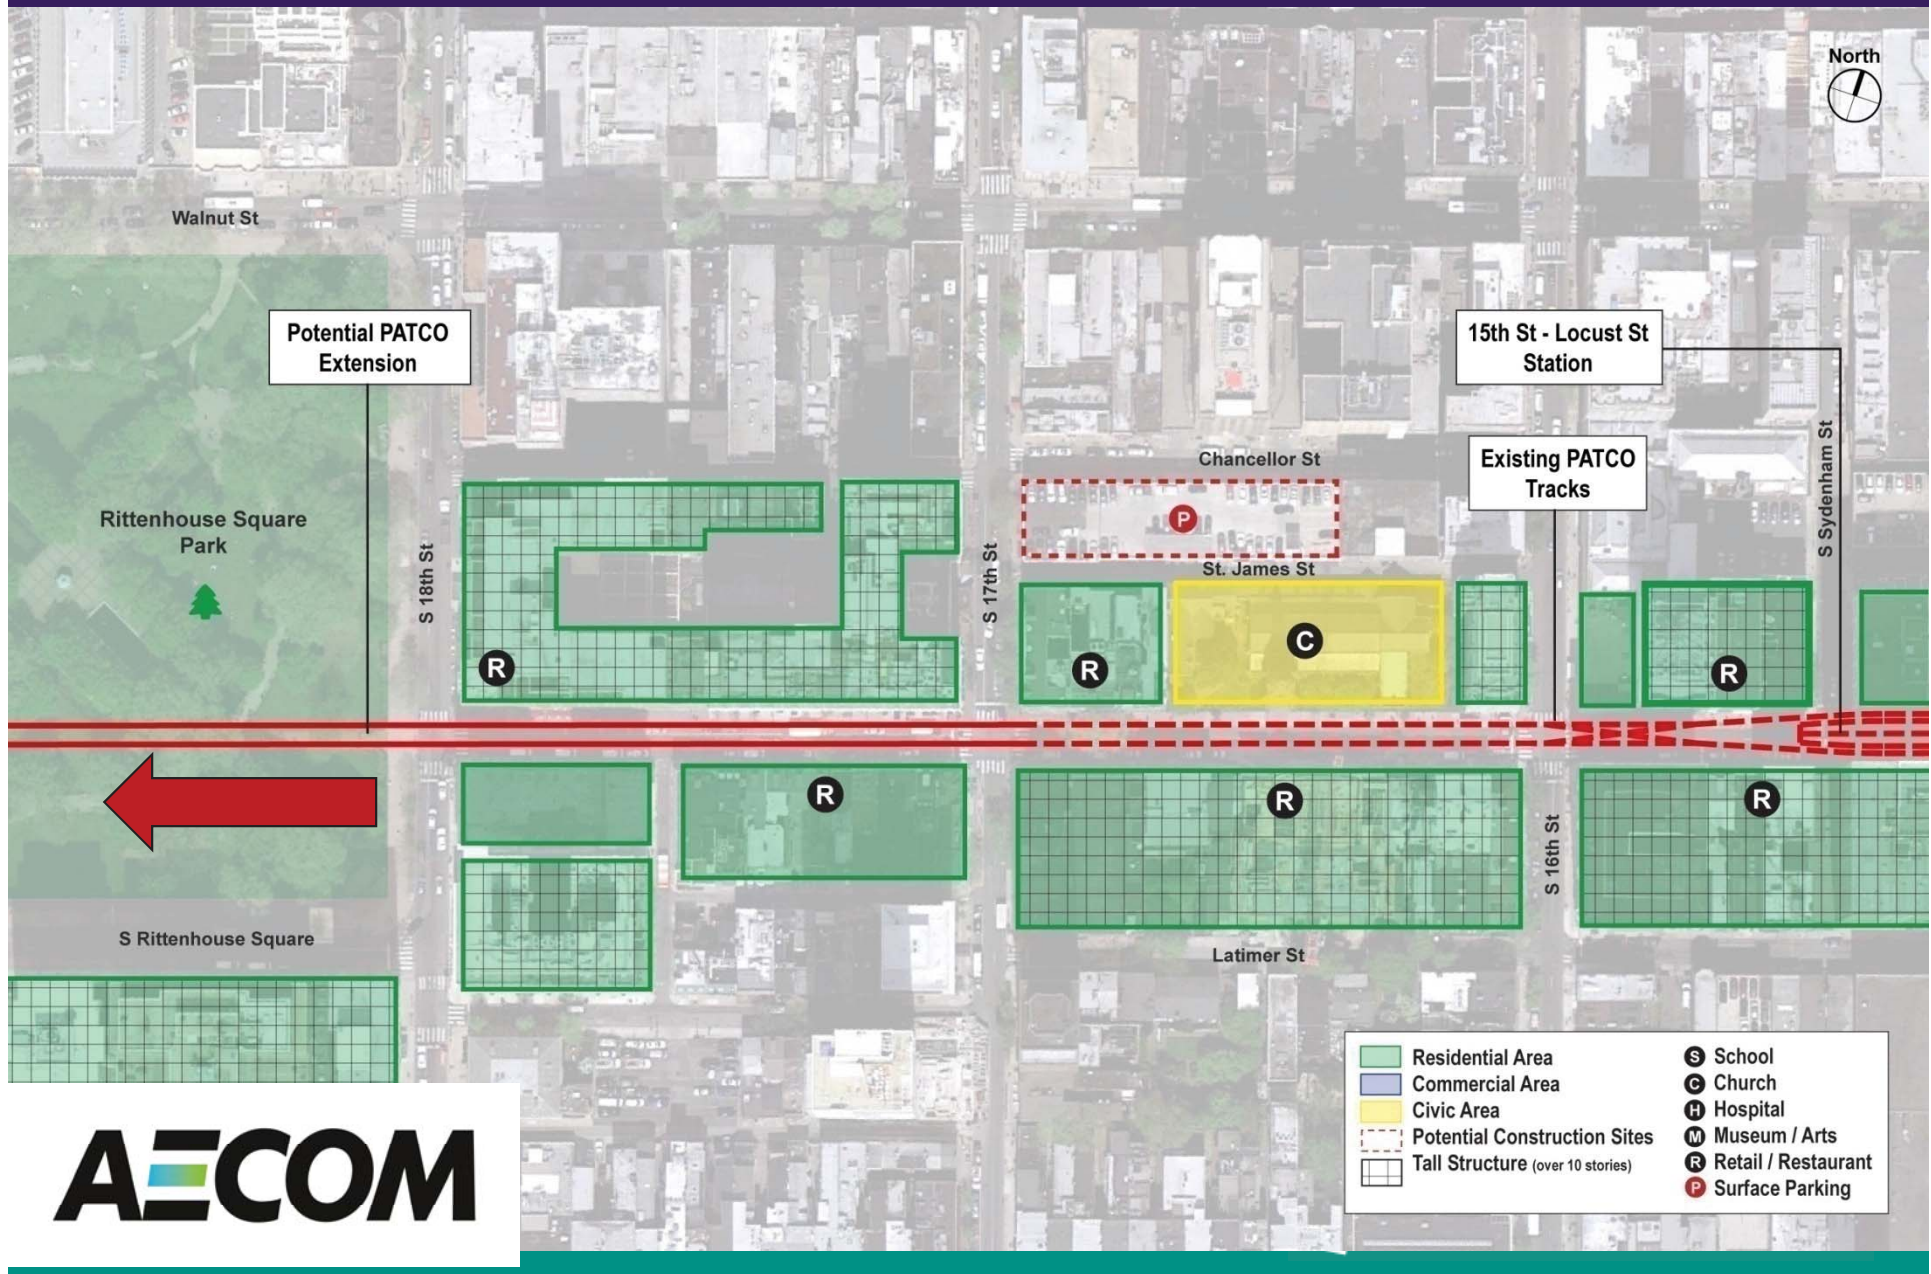 North
Walnut St
Potential PATCO
Extension
15th St - Locust St
Station
Chancellor St
Existing PATCO
Tracks
S Sydenham St
Rittenhouse Square
Park
P
S 18th St
S 17th St
St. James St
C
R
R
R
R
R
R
S 16th St
S Rittenhouse Square
Latimer St
Residential Area
Commercial Area
Civic Area
Potential Construction Sites
Tall Structure (over 10 stories)
S School
C Church
H Hospital
M Museum / Arts
R Retail / Restaurant
P Surface Parking
AECOM